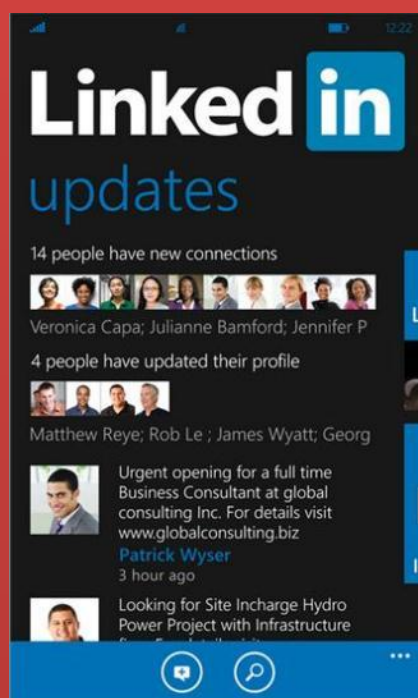 12:22
Linked in
updates
14 people have new connections
Veronica Capa; Julianne Bamford; Jennifer P
4 people have updated their profile
Matthew Reye; Rob Le ; James Wyatt; Georg
Urgent opening for a full time
Business Consultant at global
consulting Inc. For details visit
www.globalconsulting.biz
Patrick Wyser
3 hour ago
Looking for Site Incharge Hydro
Power Project with Infrastructure
L
I